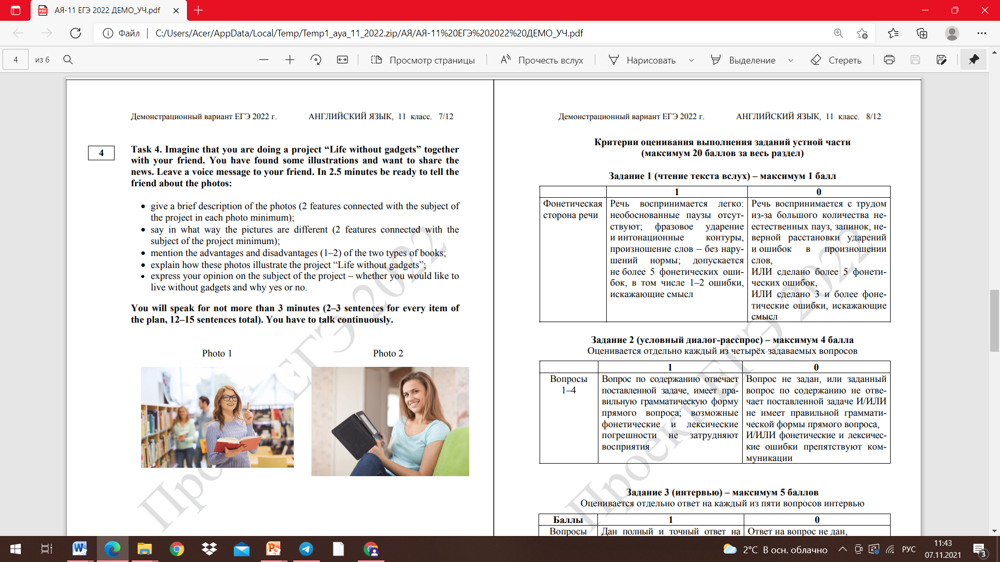 АЯ-11 ЕГЭ 2022 ДЕМО_УЧ.pdf
Файл
C:/Users/Acer/AppData/Local/Temp/Temp1_aya_11_2022.zip/АЯ/АЯ-11%20ЕГЭ%202022%20ДЕМО_УЧ.pdf
4 из 6
Просмотр страницы
Прочесть вслух
Нарисовать
Выделение
Стереть
Демонстрационный вариант ЕГЭ 2022 г. АНГЛИЙСКИЙ ЯЗЫК, 11 класс. 7/12
4
Task 4. Imagine that you are doing a project “Life without gadgets” together
with your friend. You have found some illustrations and want to share the
news. Leave a voice message to your friend. In 2.5 minutes be ready to tell the
friend about the photos:
• give a brief description of the photos (2 features connected with the subject of
the project in each photo minimum);
• say in what way the pictures are different (2 features connected with the
subject of the project minimum);
• mention the advantages and disadvantages (1–2) of the two types of books;
• explain how these photos illustrate the project “Life without gadgets”;
• express your opinion on the subject of the project – whether you would like to
live without gadgets and why yes or no.
You will speak for not more than 3 minutes (2–3 sentences for every item of
the plan, 12–15 sentences total). You have to talk continuously.
Photo 1
Photo 2
Проект ЕГЭ 2022
Демонстрационный вариант ЕГЭ 2022 г. АНГЛИЙСКИЙ ЯЗЫК, 11 класс. 8/12
Критерии оценивания выполнения заданий устной части
(максимум 20 баллов за весь раздел)
Задание 1 (чтение текста вслух) – максимум 1 балл
1
0
Фонетическая
сторона речи
Речь воспринимается легко:
необоснованные паузы отсут-
ствуют; фразовое ударение
и интонационные контуры,
произношение слов – без нару-
шений нормы; допускается
не более 5 фонетических оши-
бок, в том числе 1–2 ошибки,
искажающие смысл
Речь воспринимается с трудом
из-за большого количества не-
естественных пауз, запинок, не-
верной расстановки ударений
и ошибок в произношении
слов,
ИЛИ сделано более 5 фонети-
ческих ошибок,
ИЛИ сделано 3 и более фоне-
тические ошибки, искажающие
смысл
Задание 2 (условный диалог-расспрос) – максимум 4 балла
Оценивается отдельно каждый из четырёх задаваемых вопросов
1
0
Вопросы
1–4
Вопрос по содержанию отвечает
поставленной задаче, имеет пра-
вильную грамматическую форму
прямого вопроса; возможные
фонетические и лексические
погрешности не затрудняют
восприятия
Вопрос не задан, или заданный
вопрос по содержанию не отве-
чает поставленной задаче И/ИЛИ
не имеет правильной граммати-
ческой формы прямого вопроса,
И/ИЛИ фонетические и лексичес-
кие ошибки препятствуют ком-
муникации
Задание 3 (интервью) – максимум 5 баллов
Оценивается отдельно ответ на каждый из пяти вопросов интервью
Баллы
1
0
Вопросы
Дан полный и точный ответ на
Ответ на вопрос не дан,
Проект ЕГЭ 2022
2°C В осн. облачно
РУС
11:43
07.11.2021
3